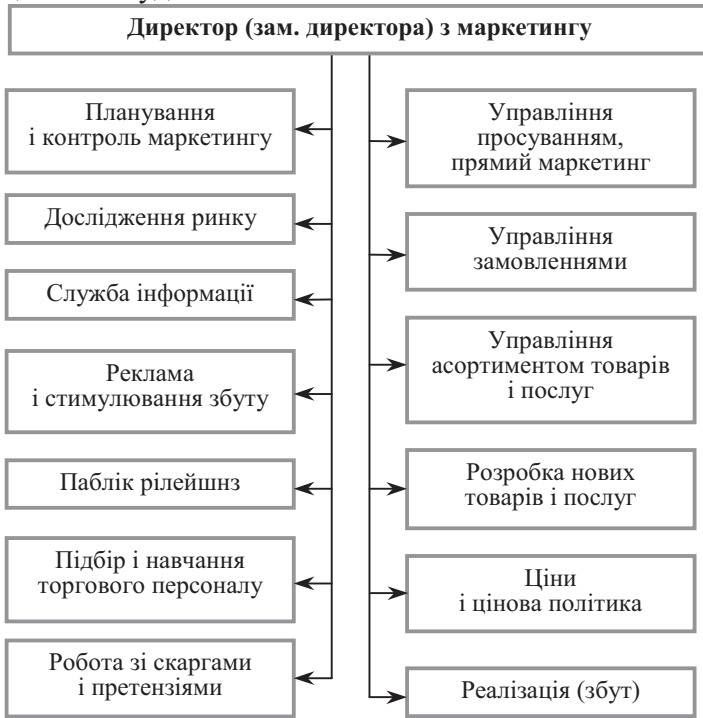 Директор (зам. директора) з маркетингу
Планування
і контроль маркетингу
Дослідження ринку
Служба інформації
Реклама
і стимулювання збуту
Паблік рілейшнз
Підбір і навчання
торгового персоналу
Робота зі скаргами
і претензіями
Управління
просуванням,
прямий маркетинг
Управління
замовленнями
Управління
асортиментом товарів
і послуг
Розробка нових
товарів і послуг
Ціни
і цінова політика
Реалізація (збут)